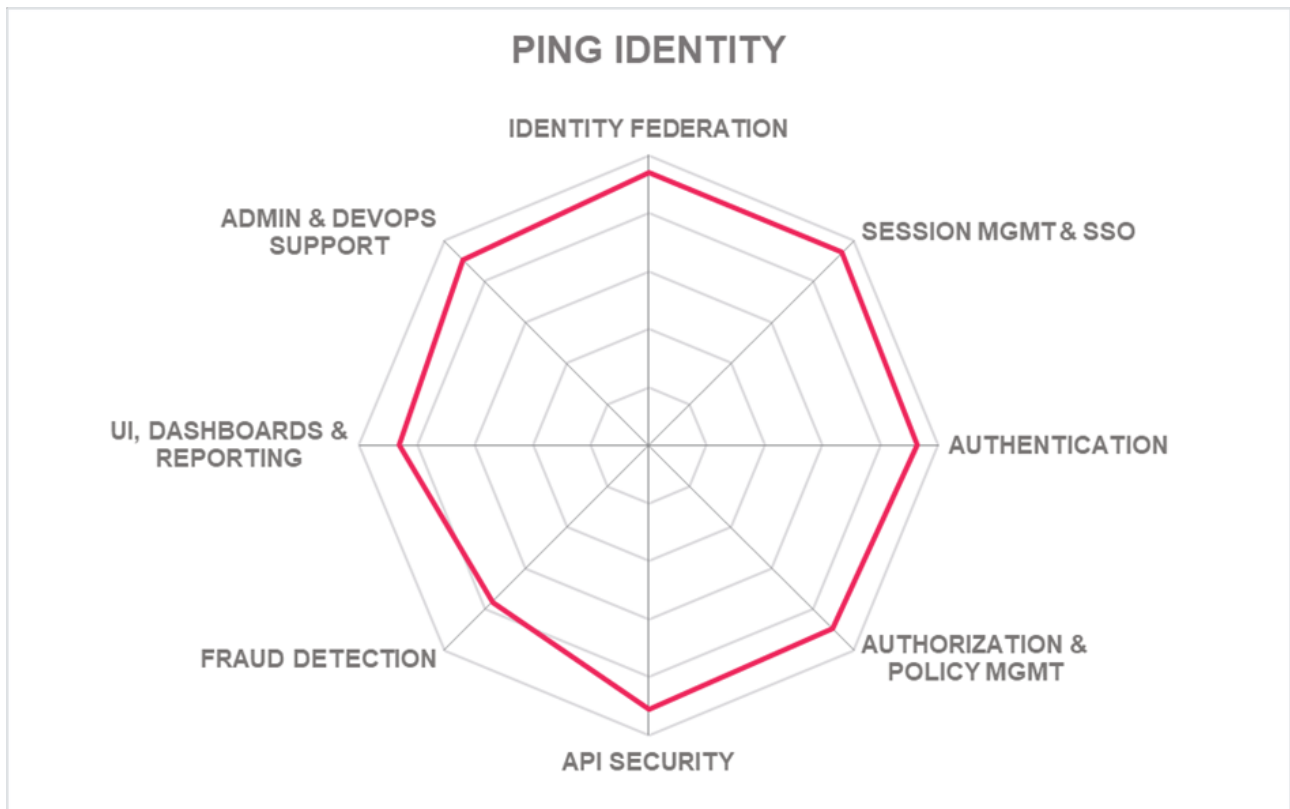 PING IDENTITY
IDENTITY FEDERATION
ADMIN & DEVOPS
SUPPORT
SESSION MGMT & SSO
UI, DASHBOARDS &
REPORTING
AUTHENTICATION
FRAUD DETECTION
AUTHORIZATION &
POLICY MGMT
API SECURITY